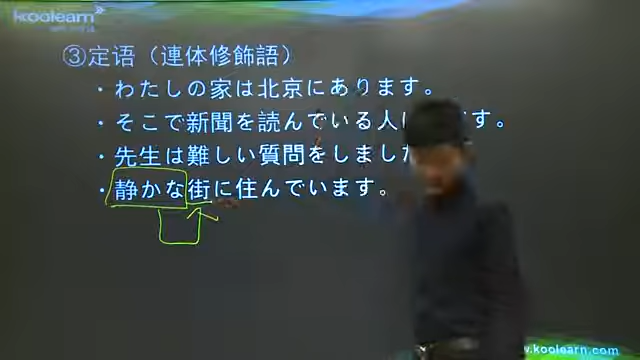 koolearn
③定语（連体修飾語）
・わたしの家は北京にあります。
・そこで新聞を読んでいる人は す。
・先生は難しい質問をしまし
・静かな街に住んでいます。
w.koolearn.com